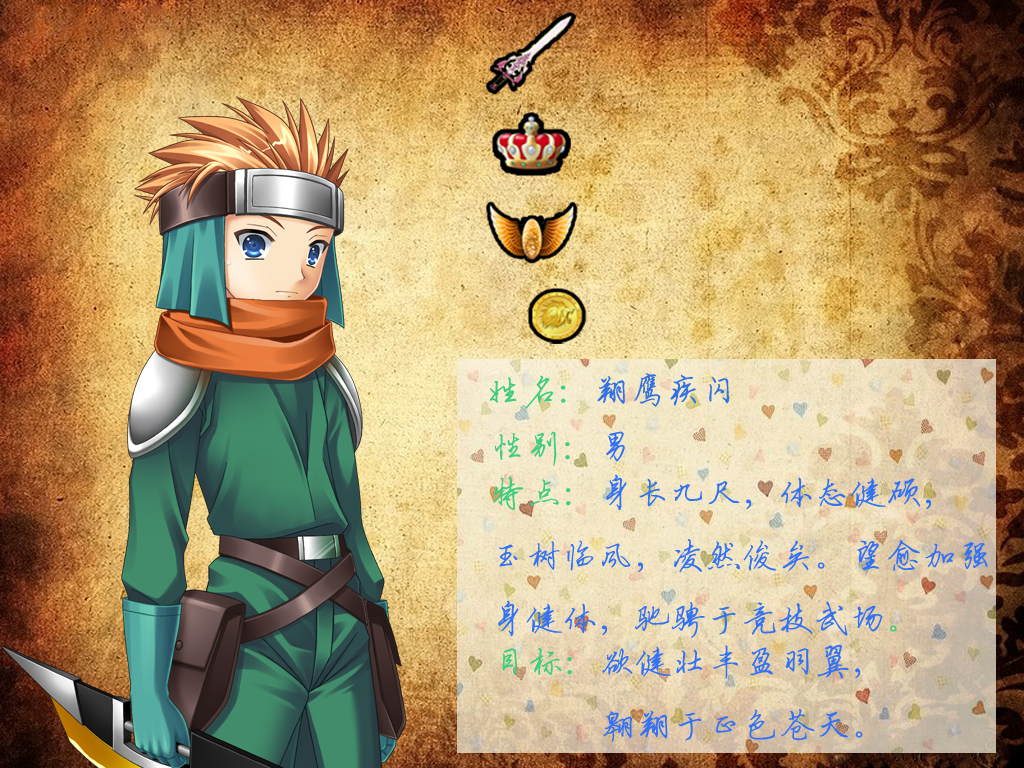 姓名：翔鹰疾闪
性别：男
特点：身长九尺，体态健硕，
玉树临风，凌然俊矣。望愈加强
身健体，驰骋于竞技武场。
目标：欲健壮丰盈羽翼，
翱翔于正色苍天。